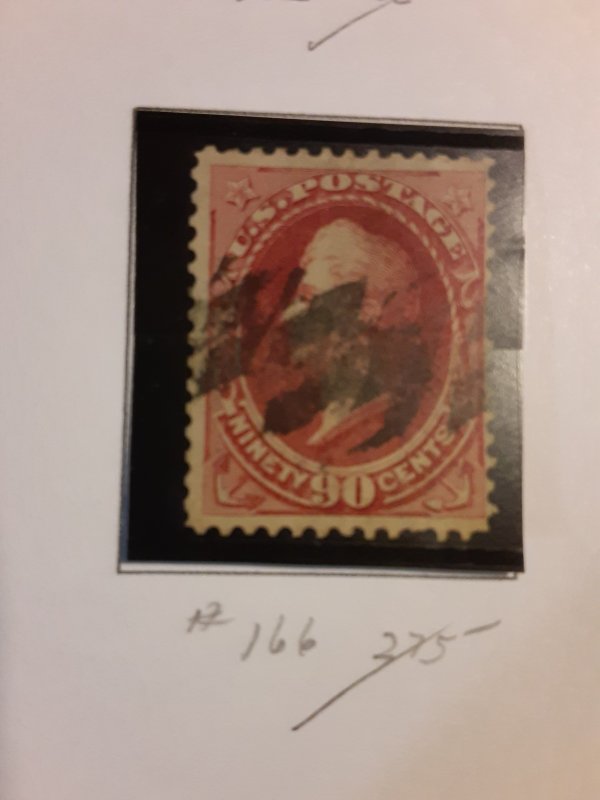 U.S. POSTAGE
NINETY 90 CENTS
# 166 275-